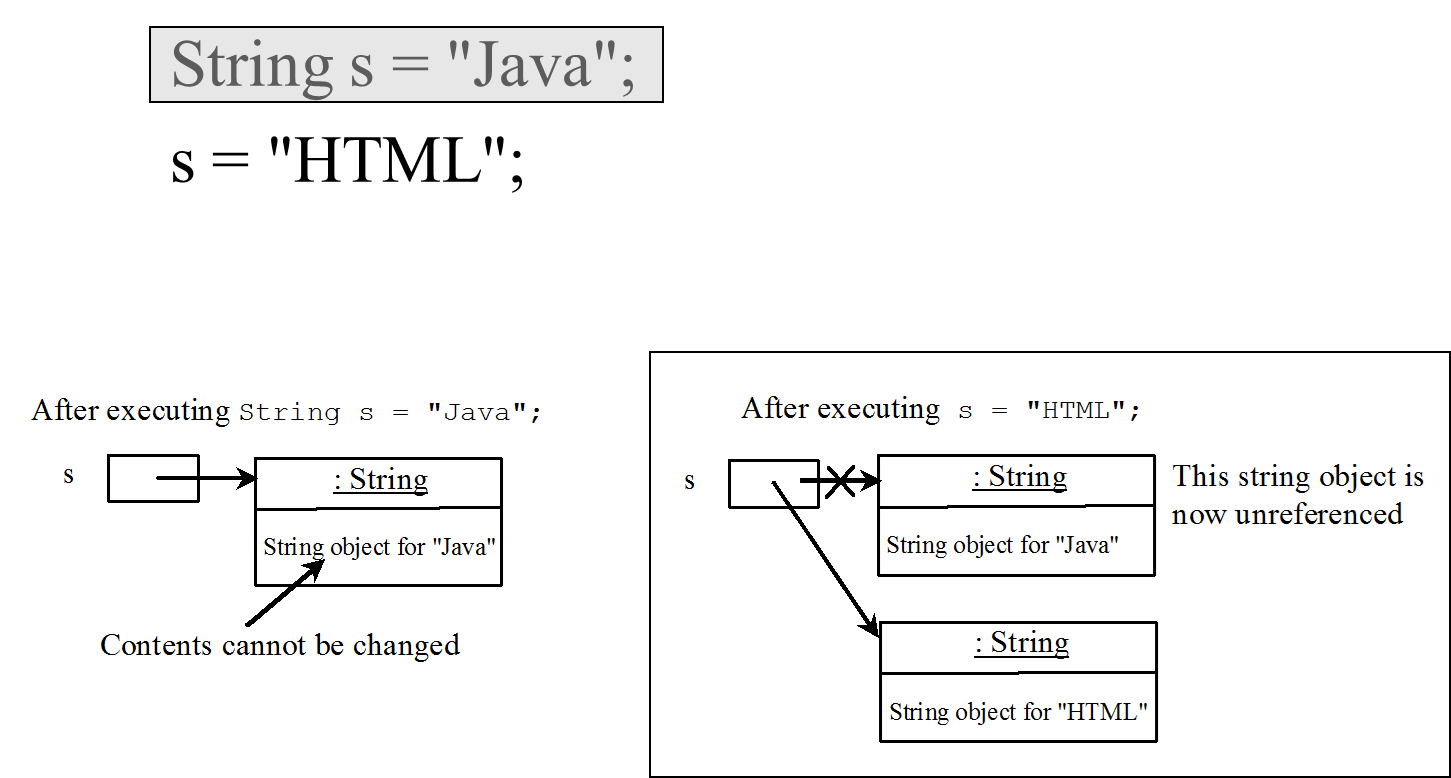 String s = "Java";
s = "HTML";
After executing String s = "Java";
s
: String
String object for "Java"
Contents cannot be changed
After executing s = "HTML";
s
: String
String object for "Java"
This string object is
now unreferenced
: String
String object for "HTML"